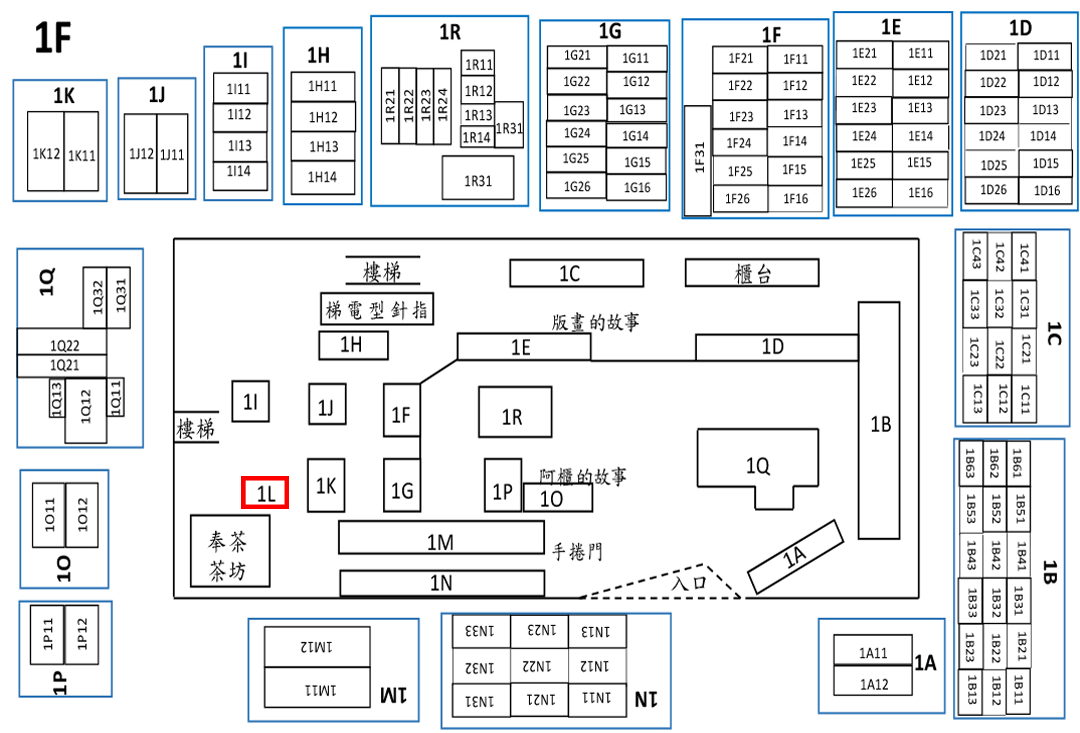 1F
1K
1K12 1K11
1J
1J12 1J11
1I
1I11
1I12
1I13
1I14
1H
1H11
1H12
1H13
1H14
1R
1R21 1R22 1R23 1R24
1R11
1R12
1R13
1R14
1R31
1R31
1G
1G21 1G11
1G22 1G12
1G23 1G13
1G24 1G14
1G25 1G15
1G26 1G16
1F
1F31
1F21 1F11
1F22 1F12
1F23 1F13
1F24 1F14
1F25 1F15
1F26 1F16
1E
1E21 1E11
1E22 1E12
1E23 1E13
1E24 1E14
1E25 1E15
1E26 1E16
1D
1D21 1D11
1D22 1D12
1D23 1D13
1D24 1D14
1D25 1D15
1D26 1D16
1Q
1Q32 1Q31
1Q22
1Q21
1Q13 1Q12 1Q11
1O11 1O12
1O
1P11 1P12
1P
樓梯
梯電型針指
1C
櫃台
版畫的故事
1H
1E
1D
1I
1J
1F
1R
1B
樓梯
1L
1K
1G
1P
阿櫃的故事
1O
1Q
奉茶
茶坊
1M
手捲門
1N
入口
1A
1C43 1C42 1C41
1C33 1C32 1C31
1C23 1C22 1C21
1C13 1C12 1C11
1C
1B63 1B62 1B61
1B53 1B52 1B51
1B43 1B42 1B41
1B33 1B32 1B31
1B23 1B22 1B21
1B13 1B12 1B11
1B
1M12
1M11
1M
1N33 1N23 1N13
1N32 1N22 1N12
1N31 1N21 1N11
1N
1A11
1A12
1A